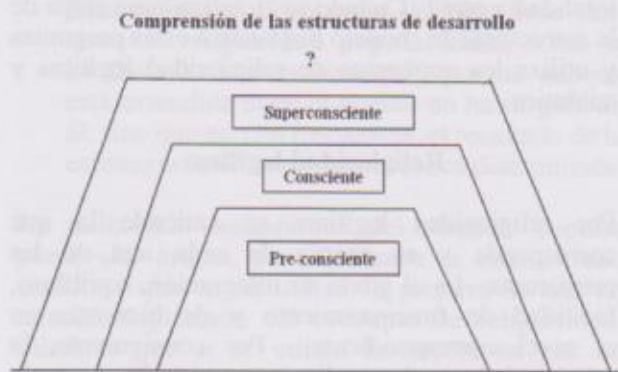 Comprensión de las estructuras de desarrollo
?
Superconsciente
Consciente
Pre-consciente